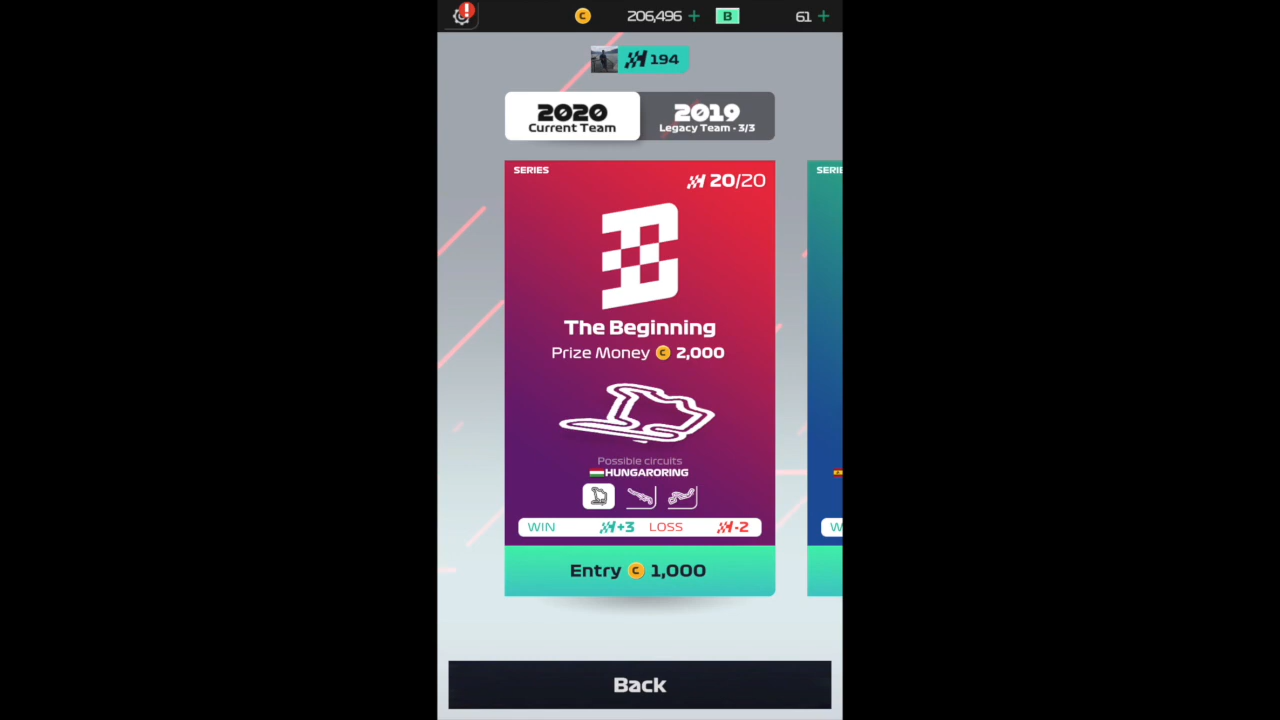 C 206,496 + B 61 +
194
2020
Current Team
2019
Legacy Team - 3/3
SERIES
20/20
The Beginning
Prize Money C 2,000
Possible circuits
HUNGARORING
WIN +3 LOSS -2
Entry C 1,000
Back